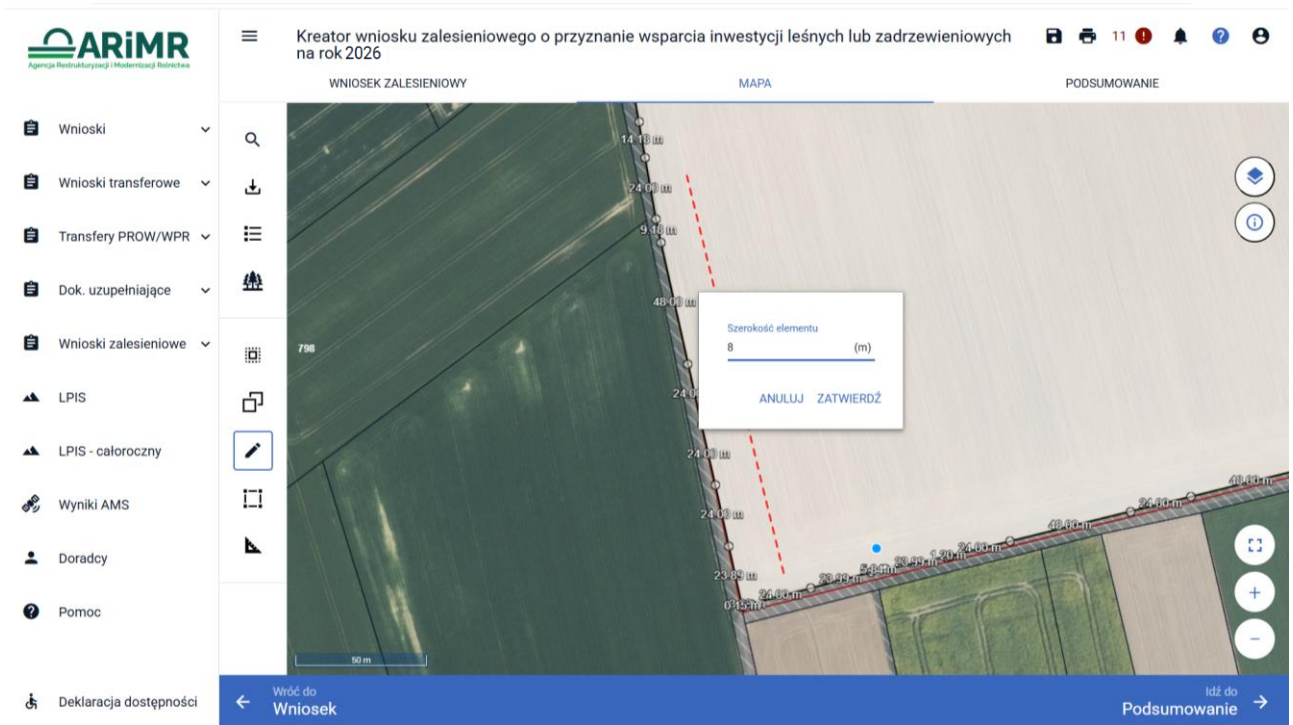 ARiMR
Agencja Restrukturyzacji i Modernizacji Rolnictwa
Kreator wniosku zalesieniowego o przyznanie wsparcia inwestycji leśnych lub zadrzewieniowych
na rok 2026
11
WNIOSEK ZALESIENIOWY
MAPA
PODSUMOWANIE
Wnioski
Wnioski transferowe
Transfery PROW/WPR
Dok. uzupełniające
Wnioski zalesieniowe
LPIS
LPIS - całoroczny
Wyniki AMS
Doradcy
Pomoc
Deklaracja dostępności
14.18 m
24.00 m
9.18 m
48.00 m
798
Szerokość elementu
8 (m)
ANULUJ ZATWIERDŹ
24.0
24.00 m
24.00 m
23.89 m
24.00 m
23.99 m
5.84 m
23.99 m
1.20 m
24.00 m
48.00 m
24.00 m
48.00 m
50 m
Wróć do
Wniosek
Idź do
Podsumowanie